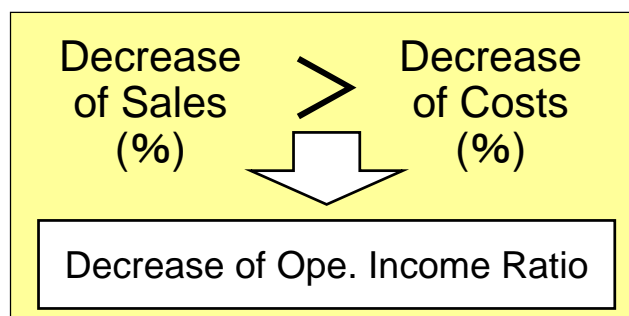 Decrease
of Sales
(%)
>
Decrease
of Costs
(%)
Decrease of Ope. Income Ratio